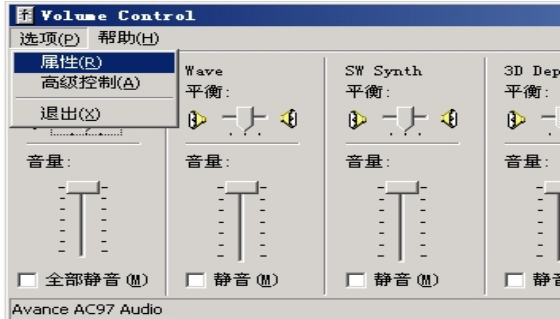 Volume Control
选项(P) 帮助(H)
属性(R)
高级控制(A)
退出(X)
Wave
平衡:
SW Synth
平衡:
3D Dep
平衡:
音量:
音量:
音量:
音量:
全部静音(M)
静音(M)
静音(M)
静音
Avance AC97 Audio